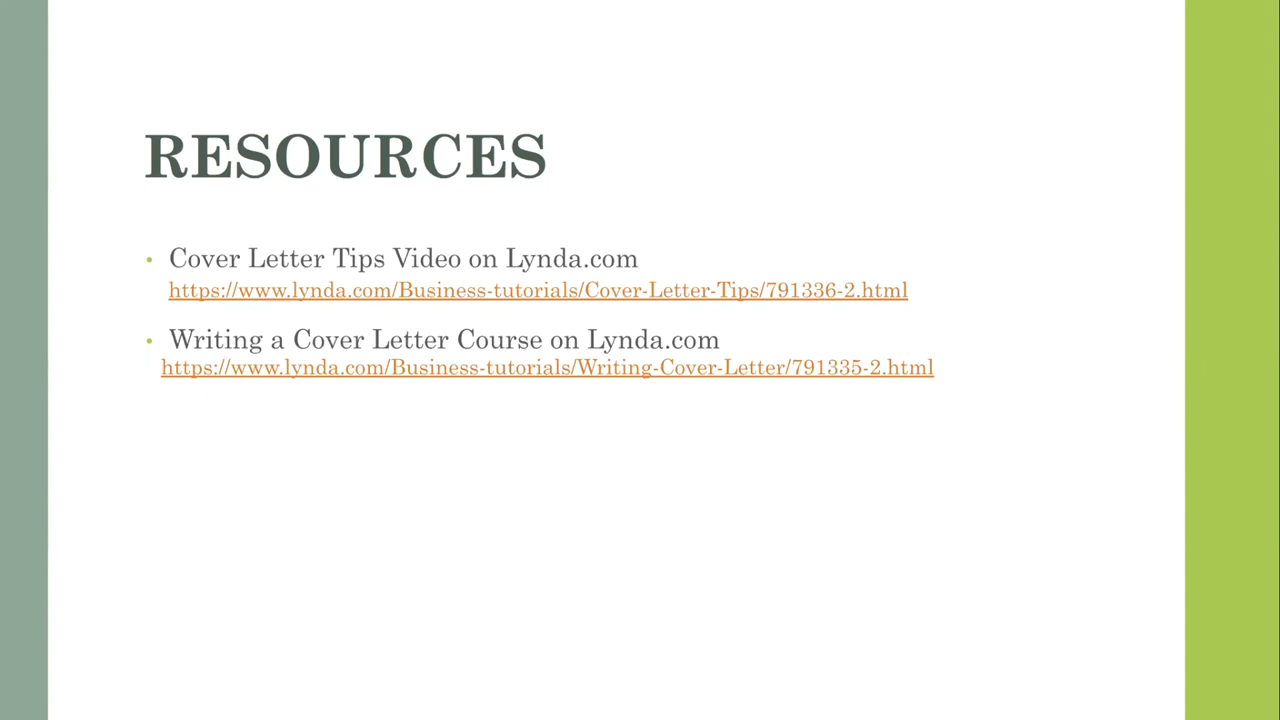 RESOURCES
• Cover Letter Tips Video on Lynda.com
https://www.lynda.com/Business-tutorials/Cover-Letter-Tips/791336-2.html
• Writing a Cover Letter Course on Lynda.com
https://www.lynda.com/Business-tutorials/Writing-Cover-Letter/791335-2.html